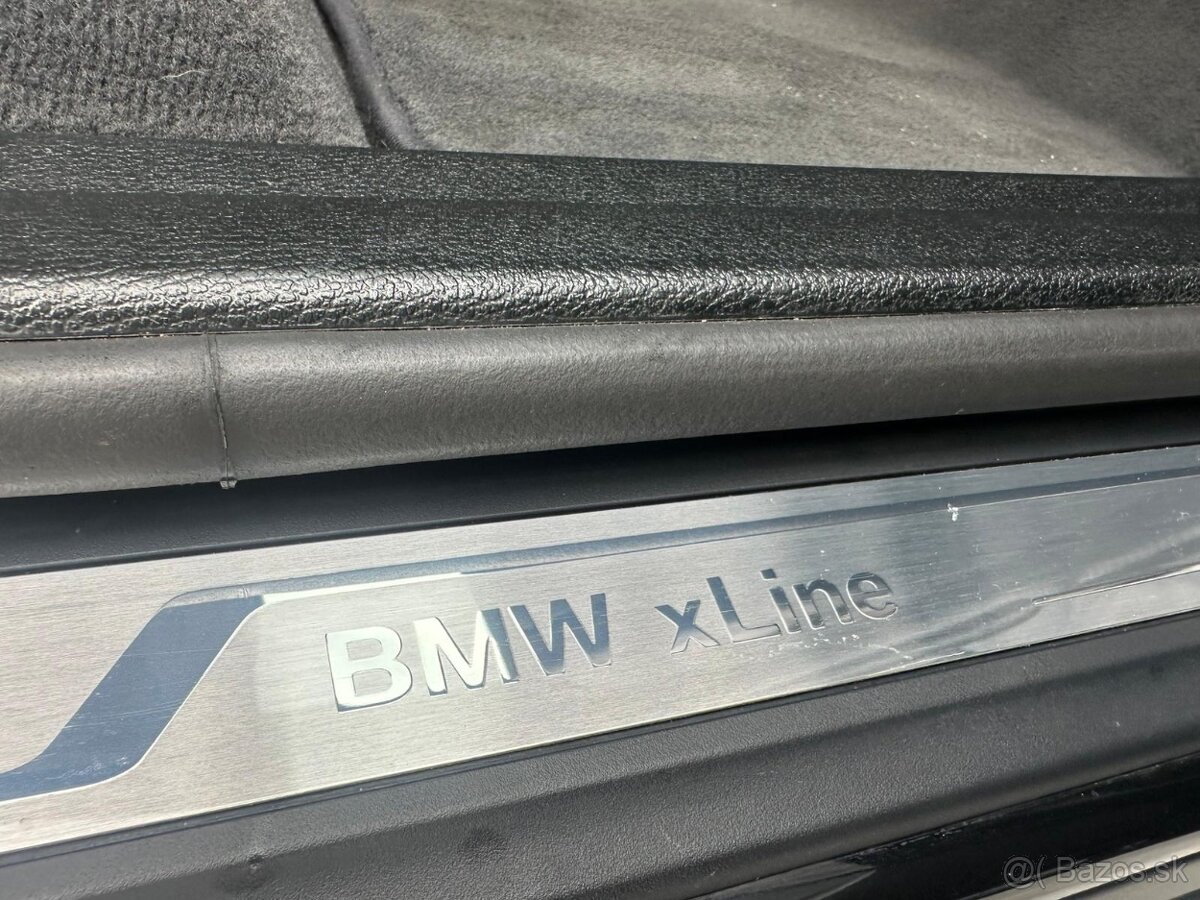 BMW xLine
@( Bazos.sk